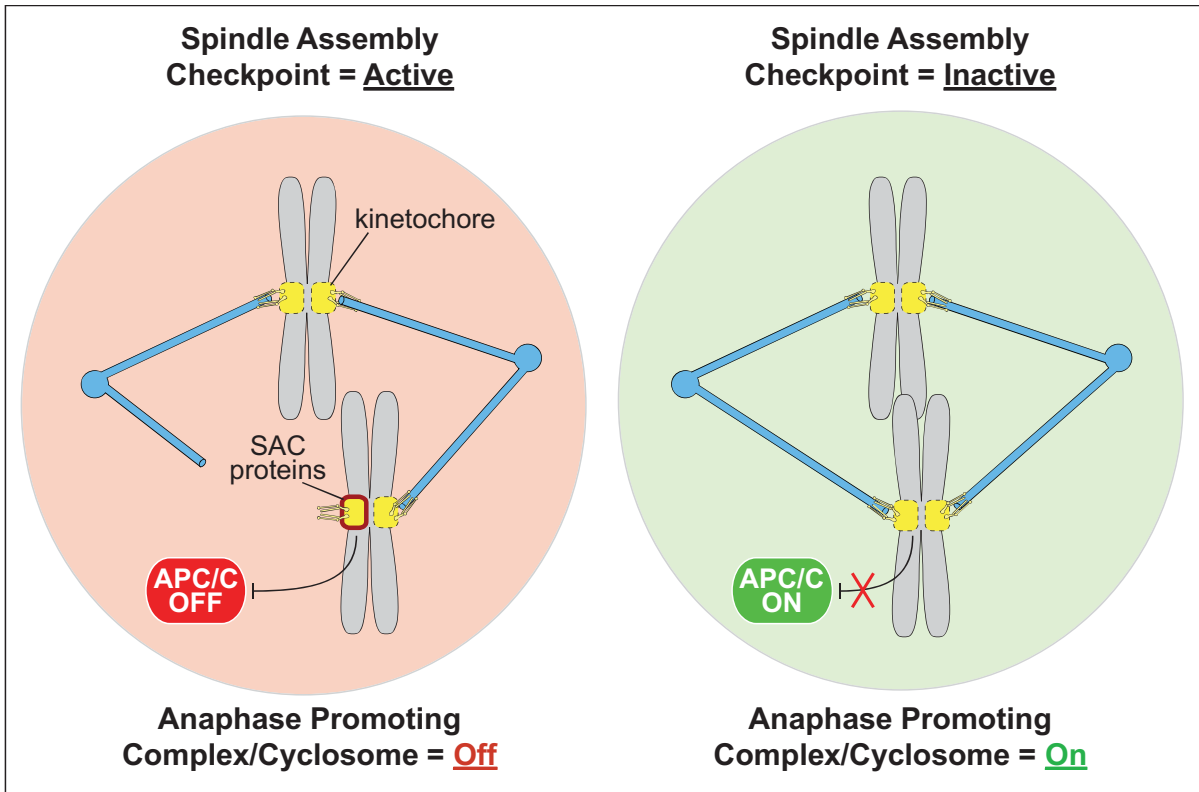 Spindle Assembly
Checkpoint = Active
kinetochore
SAC
proteins
APC/C
OFF
Anaphase Promoting
Complex/Cyclosome = Off
Spindle Assembly
Checkpoint = Inactive
APC/C
ON
Anaphase Promoting
Complex/Cyclosome = On